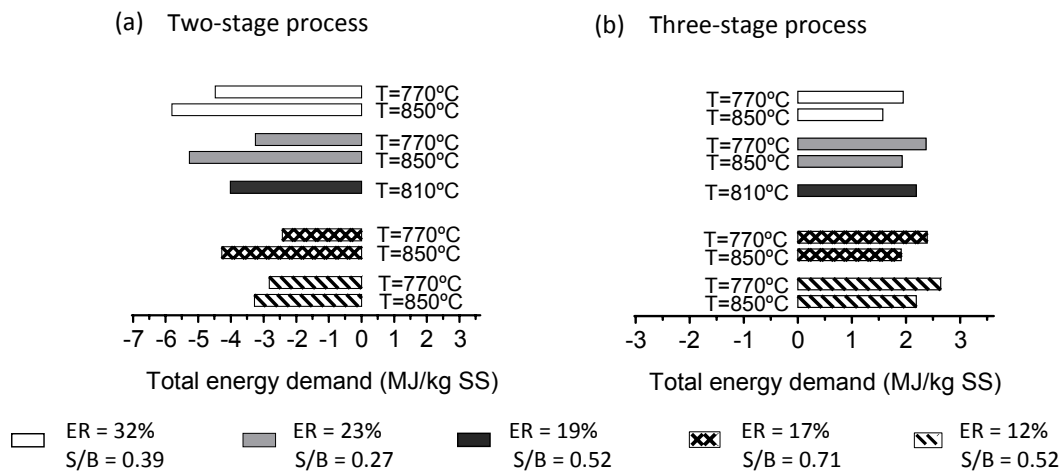 (a) Two-stage process
T=770ºC
T=850ºC
T=770ºC
T=850ºC
T=810ºC
T=770ºC
T=850ºC
T=770ºC
T=850ºC
-7 -6 -5 -4 -3 -2 -1 0 1 2 3
Total energy demand (MJ/kg SS)
(b) Three-stage process
T=770ºC
T=850ºC
T=770ºC
T=850ºC
T=810ºC
T=770ºC
T=850ºC
T=770ºC
T=850ºC
-3 -2 -1 0 1 2 3
Total energy demand (MJ/kg SS)
ER = 32%
S/B = 0.39
ER = 23%
S/B = 0.27
ER = 19%
S/B = 0.52
ER = 17%
S/B = 0.71
ER = 12%
S/B = 0.52